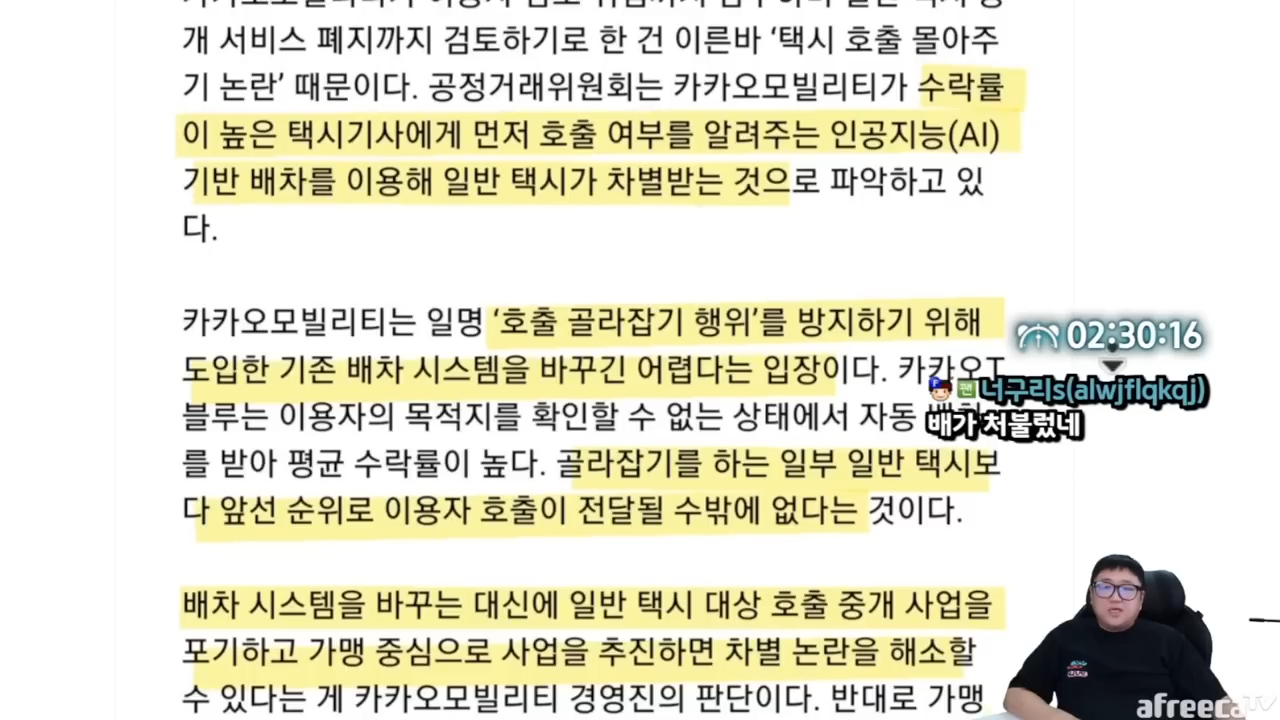 개 서비스 폐지까지 검토하기로 한 건 이른바 ‘택시 호출 몰아주
기 논란’ 때문이다. 공정거래위원회는 카카오모빌리티가 수락률
이 높은 택시기사에게 먼저 호출 여부를 알려주는 인공지능(AI)
기반 배차를 이용해 일반 택시가 차별받는 것으로 파악하고 있
다.
카카오모빌리티는 일명 ‘호출 골라잡기 행위’를 방지하기 위해
도입한 기존 배차 시스템을 바꾸긴 어렵다는 입장이다. 카카오T
블루는 이용자의 목적지를 확인할 수 없는 상태에서 자동
를 받아 평균 수락률이 높다. 골라잡기를 하는 일부 일반 택시보
다 앞선 순위로 이용자 호출이 전달될 수밖에 없다는 것이다.
배차 시스템을 바꾸는 대신에 일반 택시 대상 호출 중개 사업을
포기하고 가맹 중심으로 사업을 추진하면 차별 논란을 해소할
수 있다는 게 카카오모빌리티 경영진의 판단이다. 반대로 가맹
02:30:16
F 팬 너구리s(alwjflqkqj)
배가 처불렀네
afreecaTV